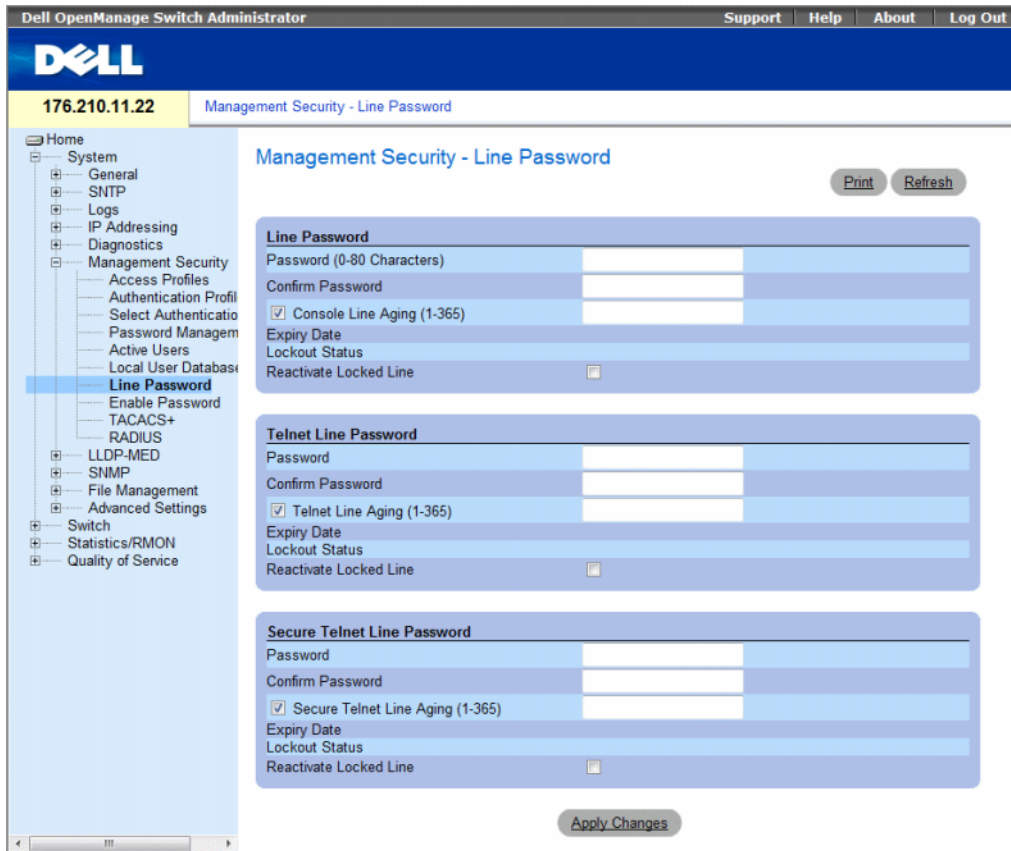 Dell OpenManage Switch Administrator
Support Help About Log Out
DELL
176.210.11.22
Management Security - Line Password
Home
System
General
SNTP
Logs
IP Addressing
Diagnostics
Management Security
Access Profiles
Authentication Profil
Select Authenticatio
Password Managem
Active Users
Local User Database
Line Password
Enable Password
TACACS+
RADIUS
LLDP-MED
SNMP
File Management
Advanced Settings
Switch
Statistics/RMON
Quality of Service
Management Security - Line Password
Print Refresh
Line Password
Password (0-80 Characters)
Confirm Password
Console Line Aging (1-365)
Expiry Date
Lockout Status
Reactivate Locked Line
Telnet Line Password
Password
Confirm Password
Telnet Line Aging (1-365)
Expiry Date
Lockout Status
Reactivate Locked Line
Secure Telnet Line Password
Password
Confirm Password
Secure Telnet Line Aging (1-365)
Expiry Date
Lockout Status
Reactivate Locked Line
Apply Changes